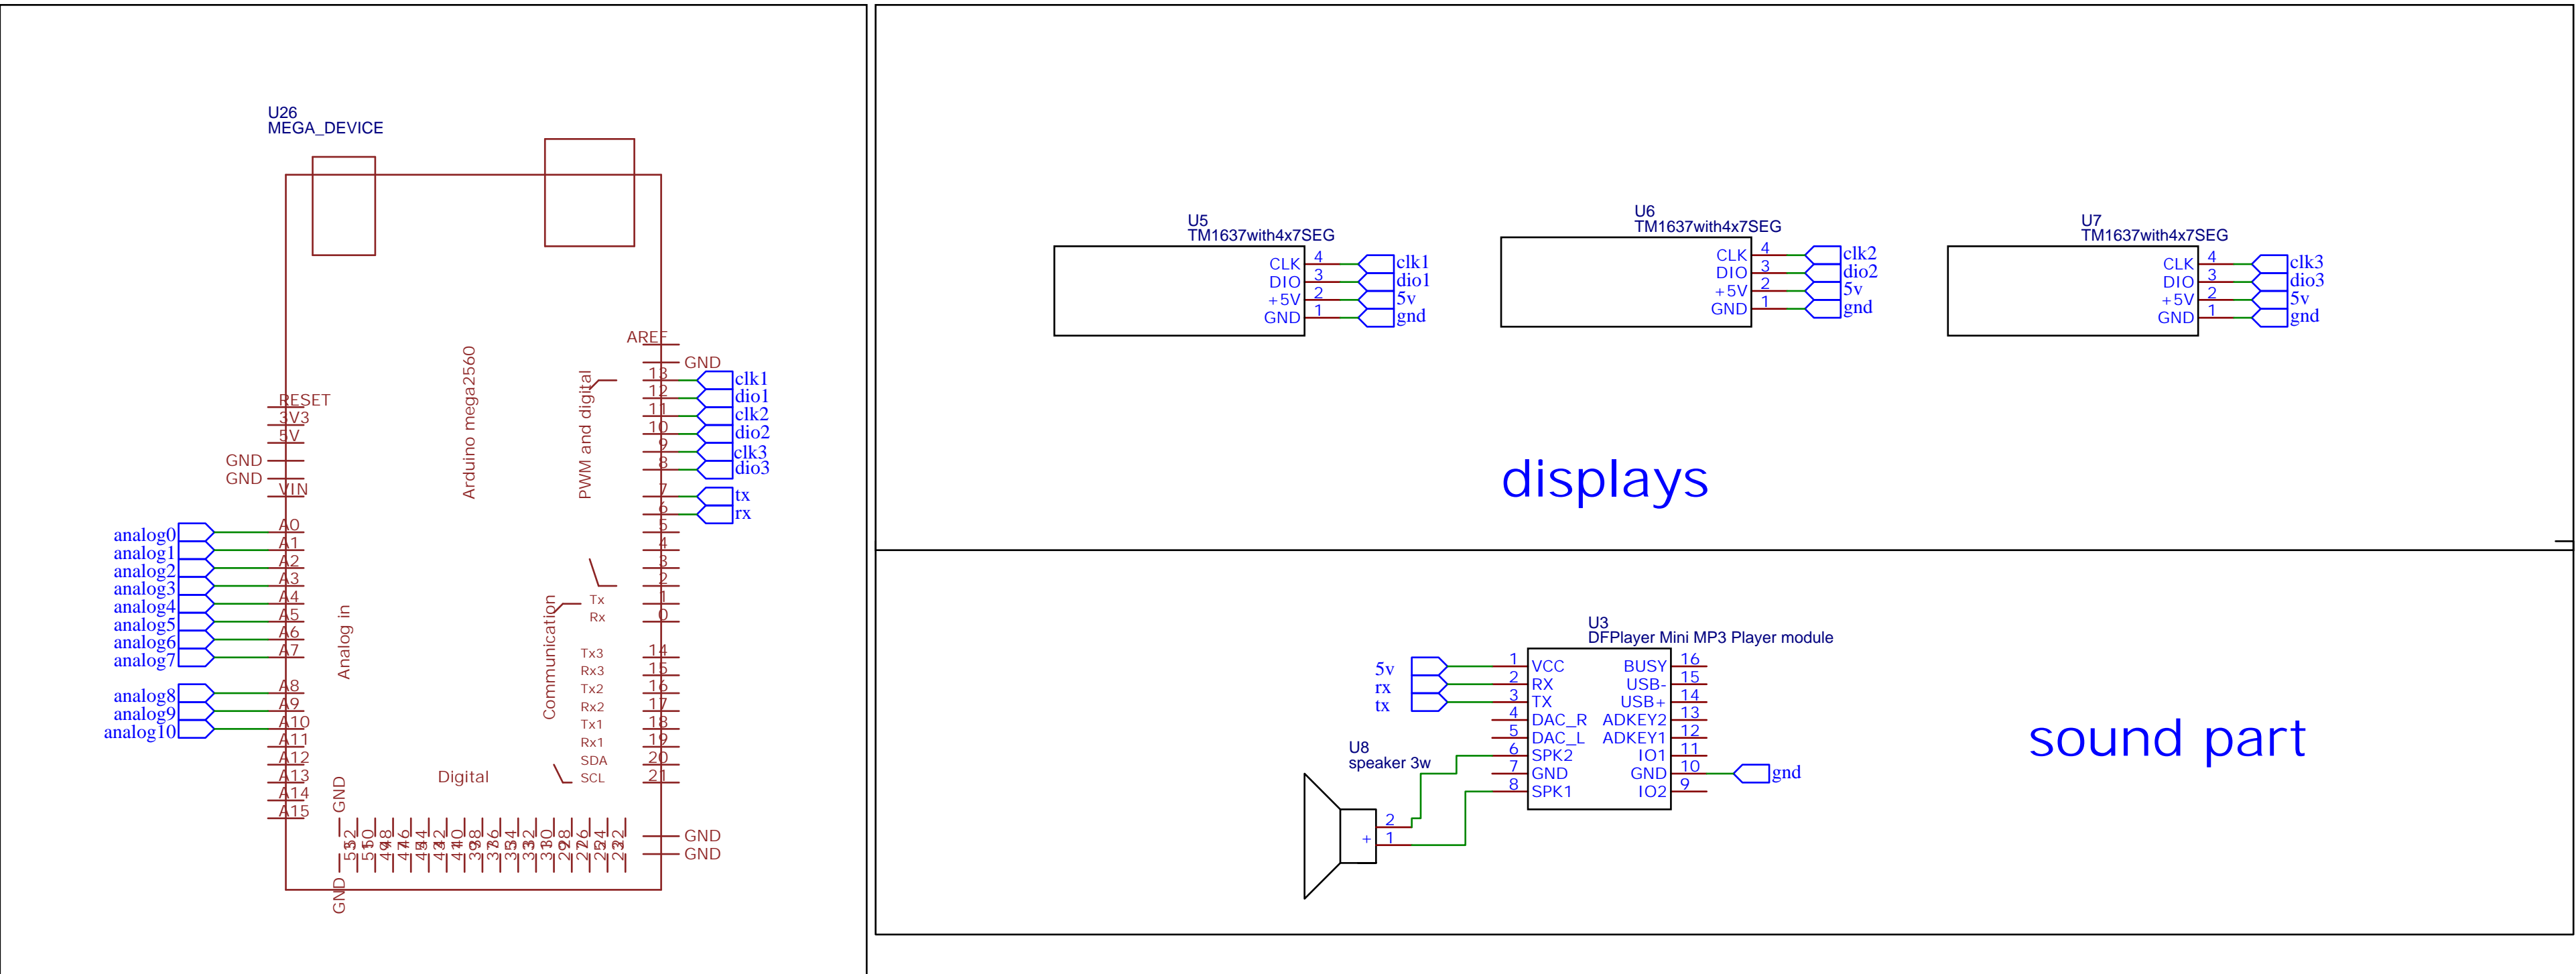 U26
MEGA_DEVICE
AREF
GND
13
12
11
10
9
8
7
6
5
4
3
2
1
0
14
15
16
17
18
19
20
21
GND
GND
clk1
dio1
clk2
dio2
clk3
dio3
tx
rx
RESET
3V3
5V
GND
GND
VIN
A0
A1
A2
A3
A4
A5
A6
A7
A8
A9
A10
A11
A12
A13
A14
A15
analog0
analog1
analog2
analog3
analog4
analog5
analog6
analog7
analog8
analog9
analog10
Arduino mega2560
PWM and digital
Analog in
Communication
Tx
Rx
Tx3
Rx3
Tx2
Rx2
Tx1
Rx1
SDA
SCL
Digital
GND
GND
U5
TM1637with4x7SEG
CLK 4 clk1
DIO 3 dio1
+5V 2 5v
GND 1 gnd
U6
TM1637with4x7SEG
CLK 4 clk2
DIO 3 dio2
+5V 2 5v
GND 1 gnd
U7
TM1637with4x7SEG
CLK 4 clk3
DIO 3 dio3
+5V 2 5v
GND 1 gnd
displays
U3
DFPlayer Mini MP3 Player module
5v 1 VCC
rx 2 RX
tx 3 TX
4 DAC_R
5 DAC_L
6 SPK2
7 GND
8 SPK1
BUSY 16
USB- 15
USB+ 14
ADKEY2 13
ADKEY1 12
IO1 11
GND 10 gnd
IO2 9
U8
speaker 3w
2
+ 1
sound part